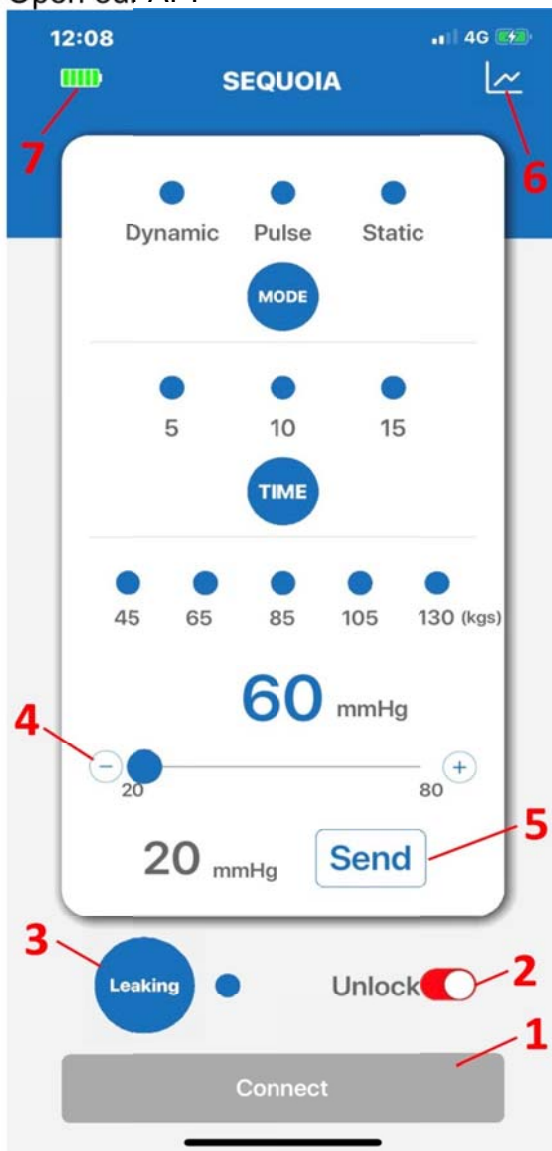 12:08 4G
SEQUOIA
7
6
Dynamic Pulse Static
MODE
5 10 15
TIME
45 65 85 105 130 (kgs)
60 mmHg
4
− +
20 80
5
20 mmHg Send
3
Leaking Unlock 2
1
Connect